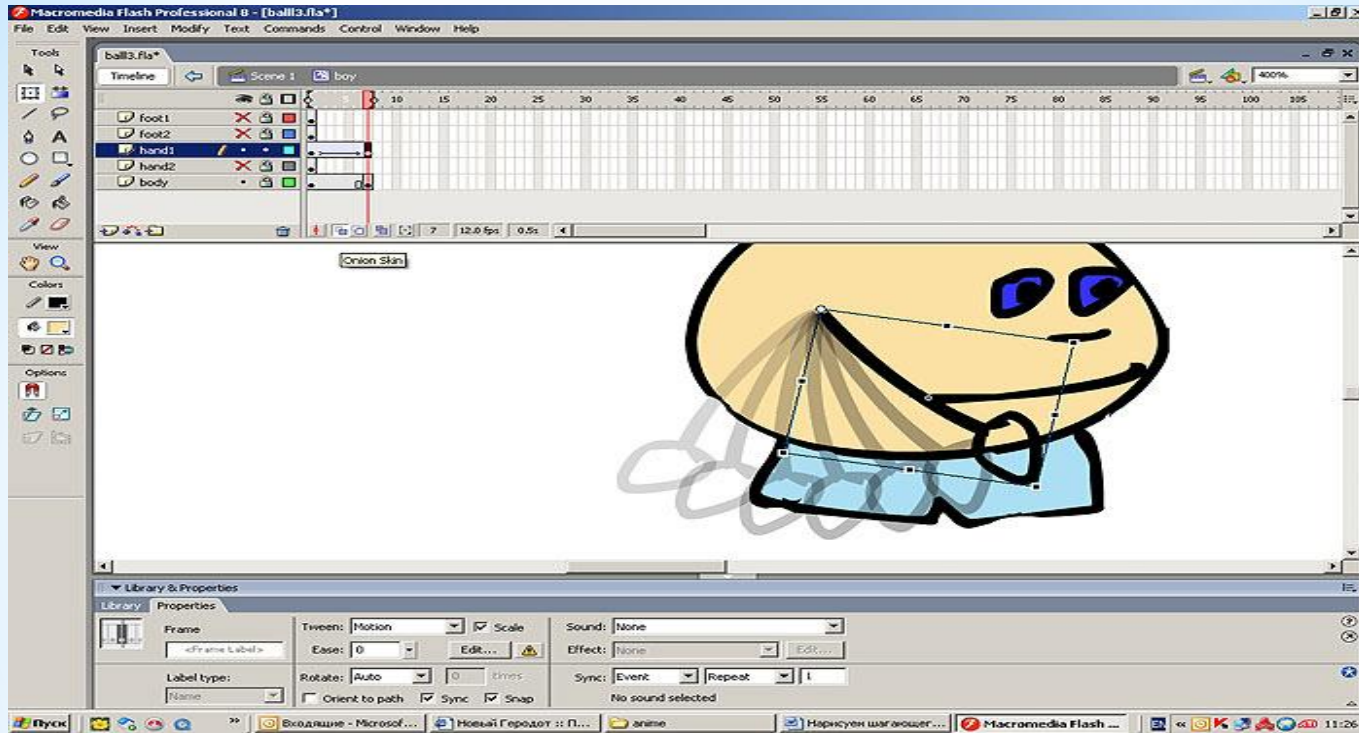 Macromedia Flash Professional 8 - [balll3.fla*]
File Edit View Insert Modify Text Commands Control Window Help
Tools
balll3.fla*
Timeline Scene 1 boy 400%
5 10 15 20 25 30 35 40 45 50 55 60 65 70 75 80 85 90 95 100 105
foot1
foot2
hand1
hand2
body
7 12.0 fps 0.5s
View
Onion Skin
Colors
Options
Library & Properties
Library Properties
Frame Tween: Motion Scale Sound: None
<Frame Label> Ease: 0 Edit... Effect: None Edit...
Label type: Rotate: Auto 0 times Sync: Event Repeat 1
Name Orient to path Sync Snap No sound selected
Пуск » Входящие - Microsof... Новый Геродот :: П... anime Нарисуен шагающег... Macromedia Flash ... « 11:26